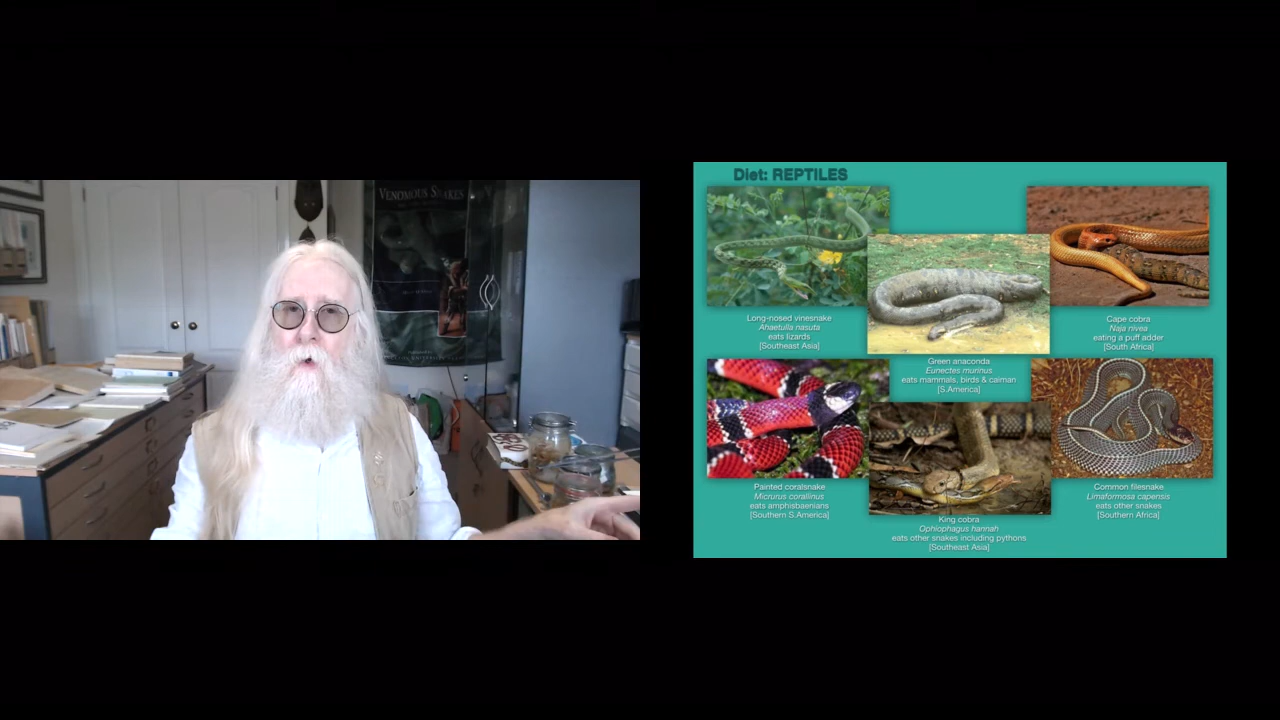 VENOMOUS SNAKES
Diet: REPTILES
Long-nosed vinesnake
Ahaetulla nasuta
eats lizards
[Southeast Asia]
Cape cobra
Naja nivea
eating a puff adder
[South Africa]
Green anaconda
Eunectes murinus
eats mammals, birds & caiman
[S.America]
Painted coralsnake
Micrurus corallinus
eats amphisbaenians
[Southern S.America]
Common filesnake
Limaformosa capensis
eats other snakes
[Southern Africa]
King cobra
Ophiophagus hannah
eats other snakes including pythons
[Southeast Asia]